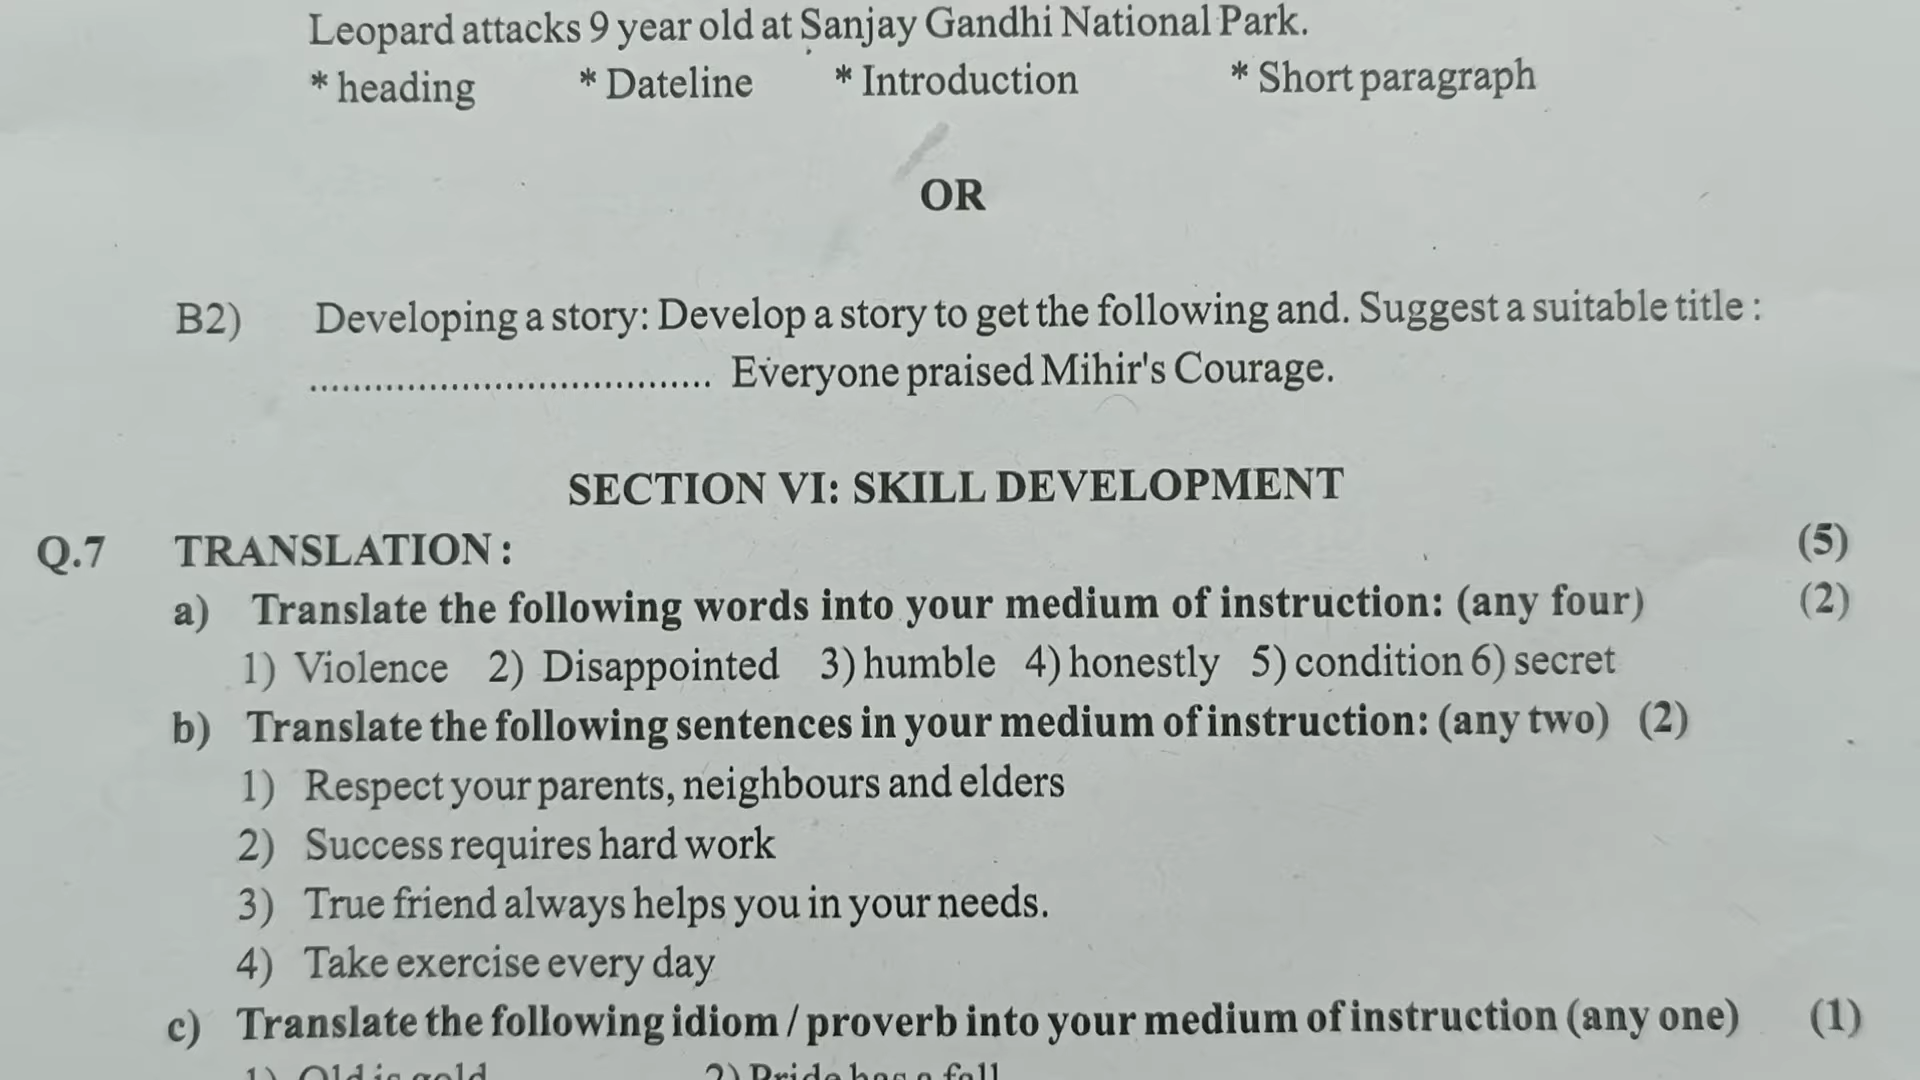 Leopard attacks 9 year old at Sanjay Gandhi National Park.
* heading * Dateline * Introduction * Short paragraph
OR
B2) Developing a story: Develop a story to get the following and. Suggest a suitable title :
..................................... Everyone praised Mihir's Courage.
SECTION VI: SKILL DEVELOPMENT
Q.7 TRANSLATION : (5)
a) Translate the following words into your medium of instruction: (any four) (2)
1) Violence 2) Disappointed 3) humble 4) honestly 5) condition 6) secret
b) Translate the following sentences in your medium of instruction: (any two) (2)
1) Respect your parents, neighbours and elders
2) Success requires hard work
3) True friend always helps you in your needs.
4) Take exercise every day
c) Translate the following idiom / proverb into your medium of instruction (any one) (1)
1) Old is gold 2) Pride has a fall